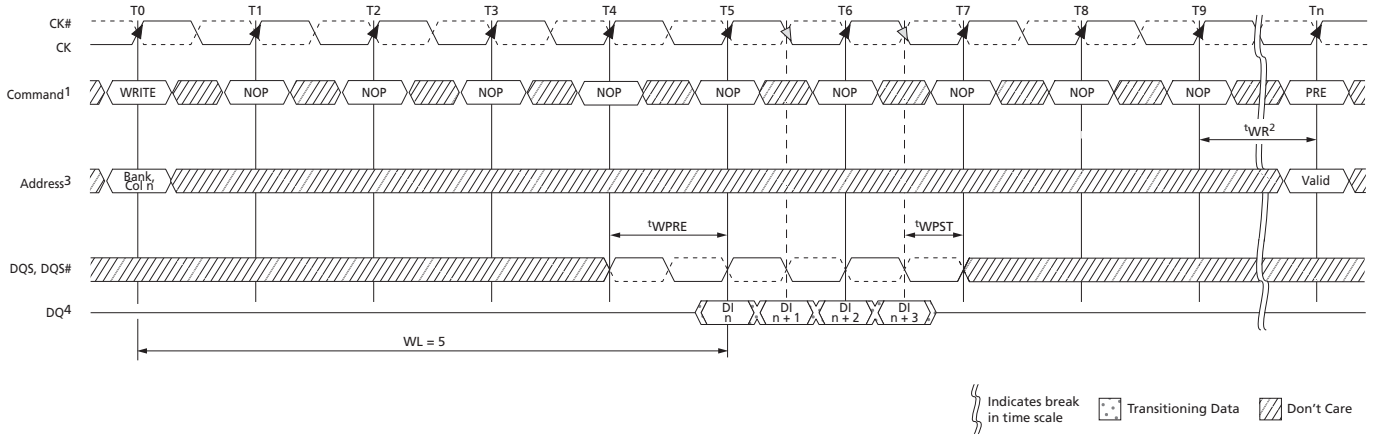 T0 T1 T2 T3 T4 T5 T6 T7 T8 T9 Tn
CK#
CK
Command1 WRITE NOP NOP NOP NOP NOP NOP NOP NOP NOP PRE
tWR2
Address3 Bank, Col n Valid
tWPRE tWPST
DQS, DQS#
DQ4 DI n DI n + 1 DI n + 2 DI n + 3
WL = 5
Indicates break in time scale
Transitioning Data
Don't Care